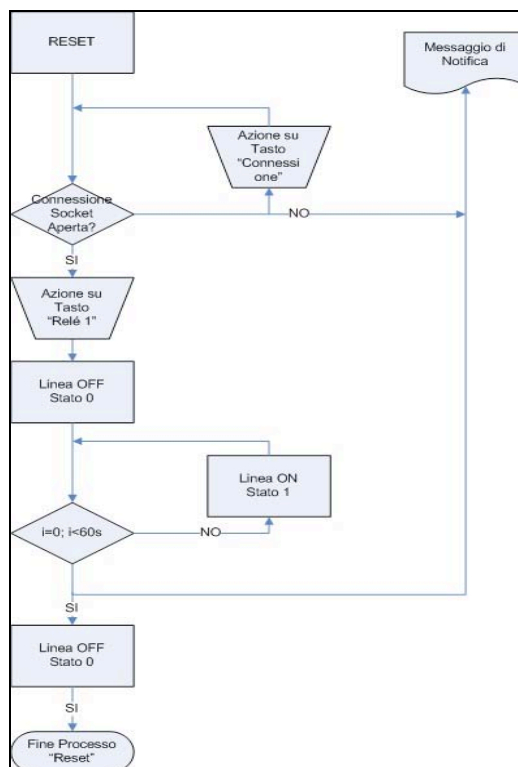 RESET
Messaggio di
Notifica
Azione su
Tasto
“Connessi
one”
Connessione
Socket
Aperta?
NO
SI
Azione su
Tasto
“Relé 1”
Linea OFF
Stato 0
Linea ON
Stato 1
i=0; i<60s
NO
SI
Linea OFF
Stato 0
SI
Fine Processo
“Reset”